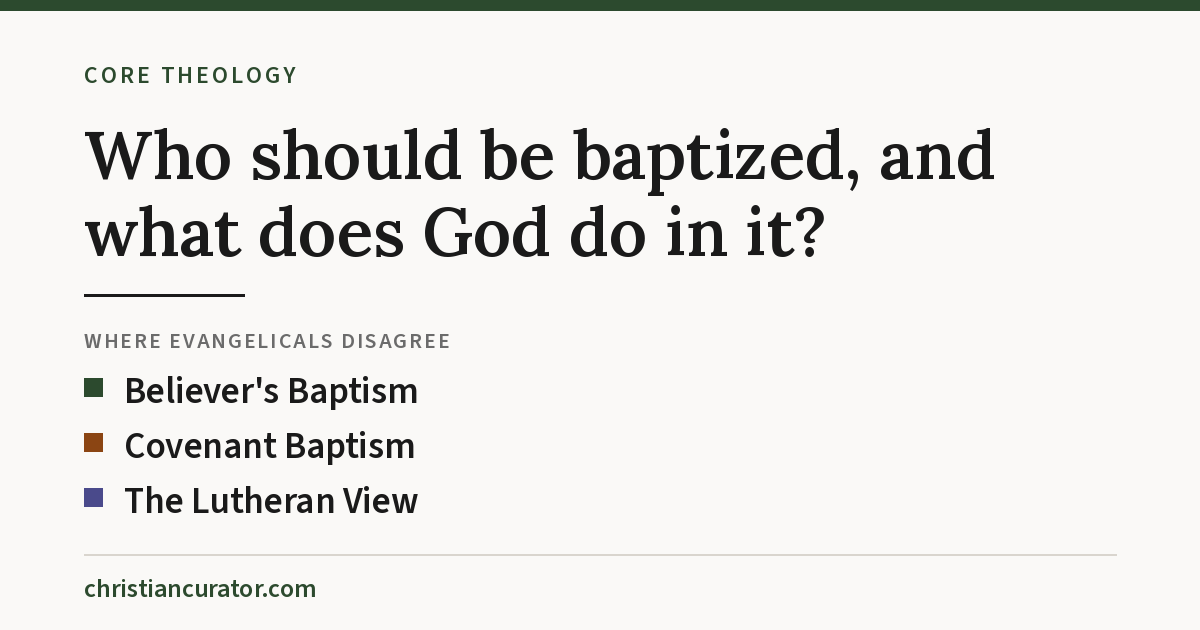 CORE THEOLOGY
Who should be baptized, and
what does God do in it?
WHERE EVANGELICALS DISAGREE
Believer's Baptism
Covenant Baptism
The Lutheran View
christiancurator.com